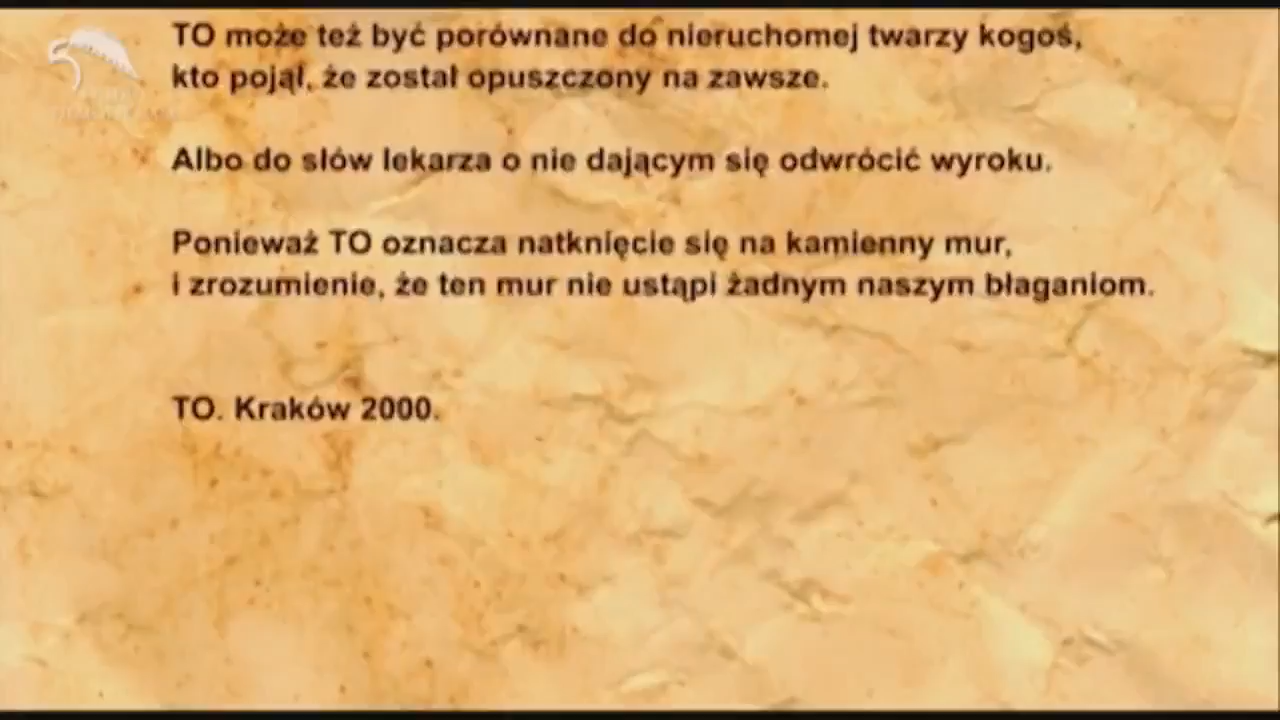 TO może też być porównane do nieruchomej twarzy kogoś,
kto pojął, że został opuszczony na zawsze.
Albo do słów lekarza o nie dającym się odwrócić wyroku.
Ponieważ TO oznacza natknięcie się na kamienny mur,
i zrozumienie, że ten mur nie ustąpi żadnym naszym błaganiom.
TO. Kraków 2000.